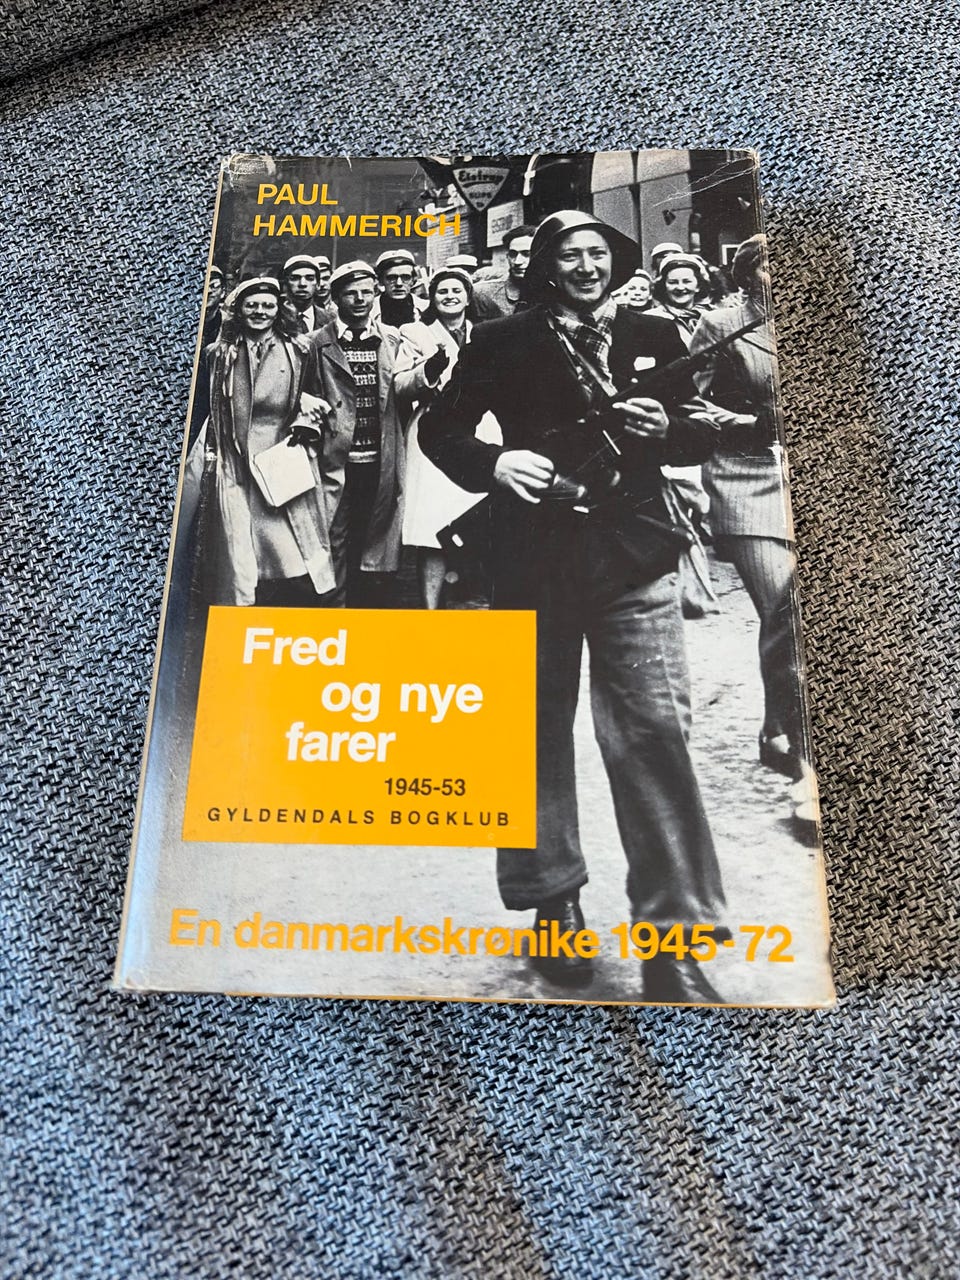 PAUL
HAMMERICH
Fred
og nye
farer
1945-53
GYLDENDALS BOGKLUB
En danmarkskrønike 1945-72